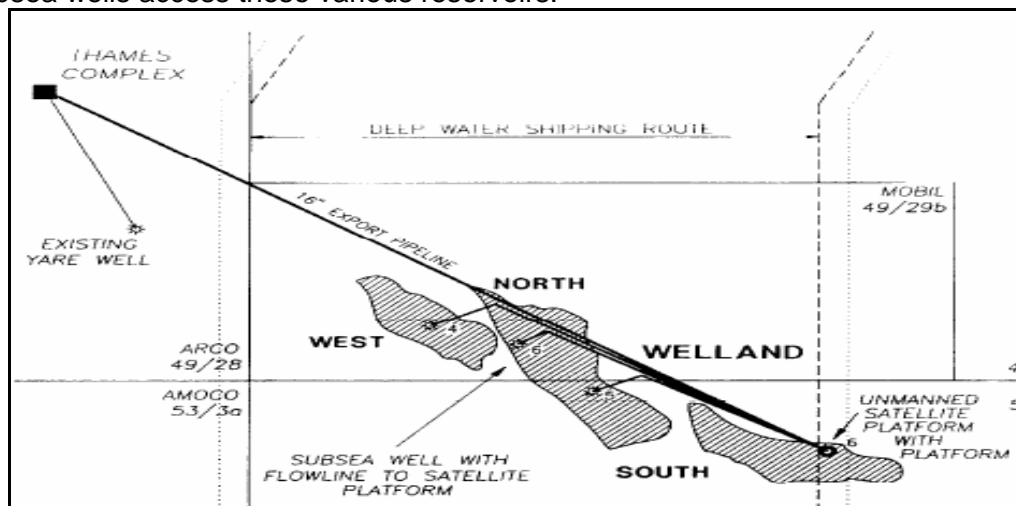 subsea wells access these various reservoirs.
THAMES
COMPLEX
DEEP WATER SHIPPING ROUTE
MOBIL
49/29b
16" EXPORT PIPELINE
EXISTING
YARE WELL
NORTH
4
WEST
6
WELLAND
ARCO
49/28
4
5
AMOCO
53/3a
5
UNMANNED
SATELLITE
PLATFORM
WITH
PLATFORM
6
SUBSEA WELL WITH
FLOWLINE TO SATELLITE
PLATFORM
SOUTH